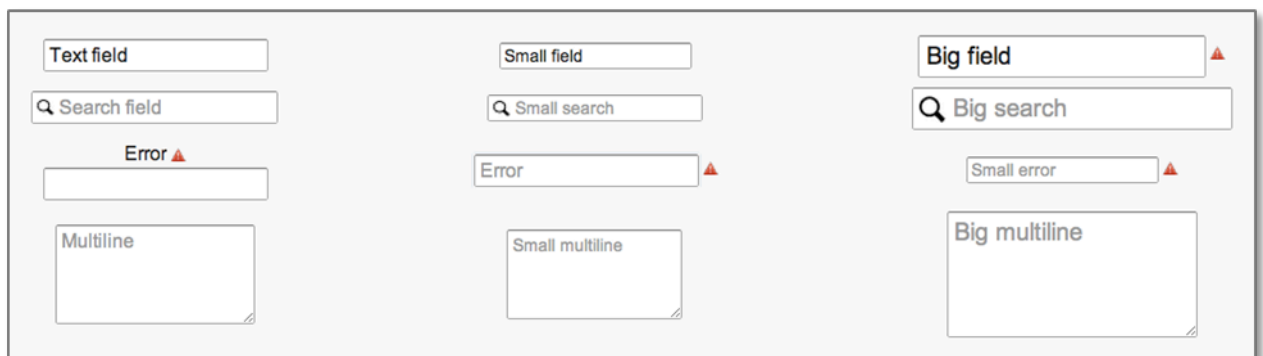 Text field
Small field
Big field
Search field
Small search
Big search
Error
Error
Small error
Multiline
Small multiline
Big multiline